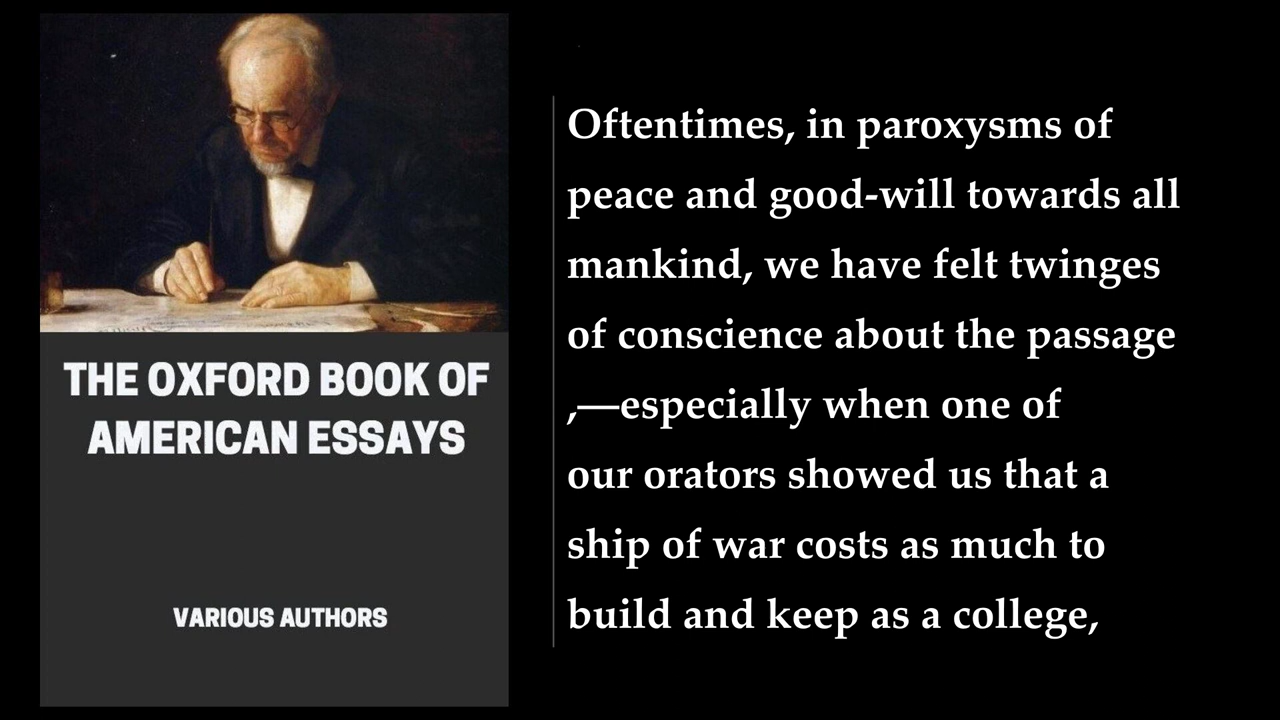 THE OXFORD BOOK OF
AMERICAN ESSAYS
VARIOUS AUTHORS
Oftentimes, in paroxysms of
peace and good-will towards all
mankind, we have felt twinges
of conscience about the passage
,—especially when one of
our orators showed us that a
ship of war costs as much to
build and keep as a college,